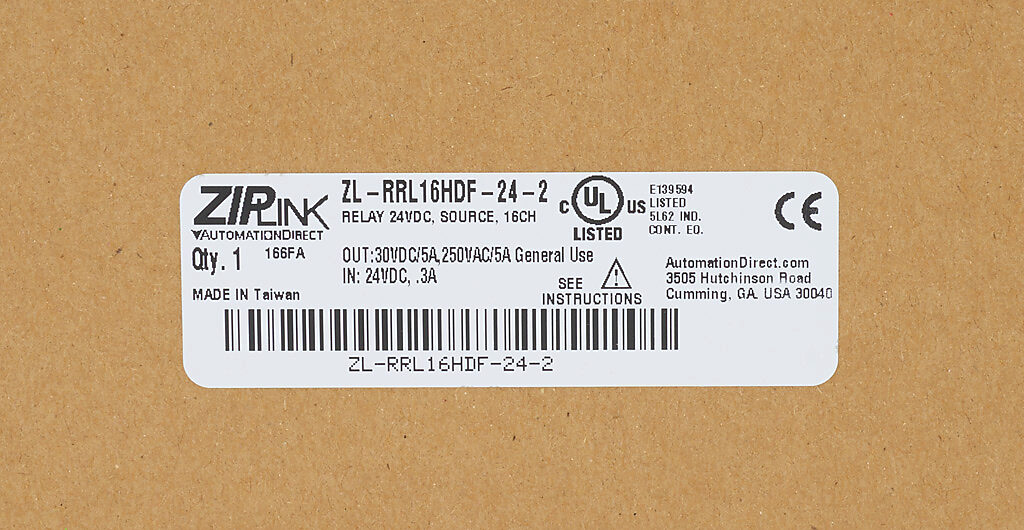 ZIPLINK
AUTOMATIONDIRECT
ZL-RRL16HDF-24-2
RELAY 24VDC, SOURCE, 16CH
C UL US
LISTED
E139594
LISTED
5L62 IND.
CONT. EQ.
CE
Qty. 1 166FA
OUT:30VDC/5A,250VAC/5A General Use
IN: 24VDC, .3A
MADE IN Taiwan
SEE
INSTRUCTIONS
AutomationDirect.com
3505 Hutchinson Road
Cumming, GA. USA 30040
ZL-RRL16HDF-24-2